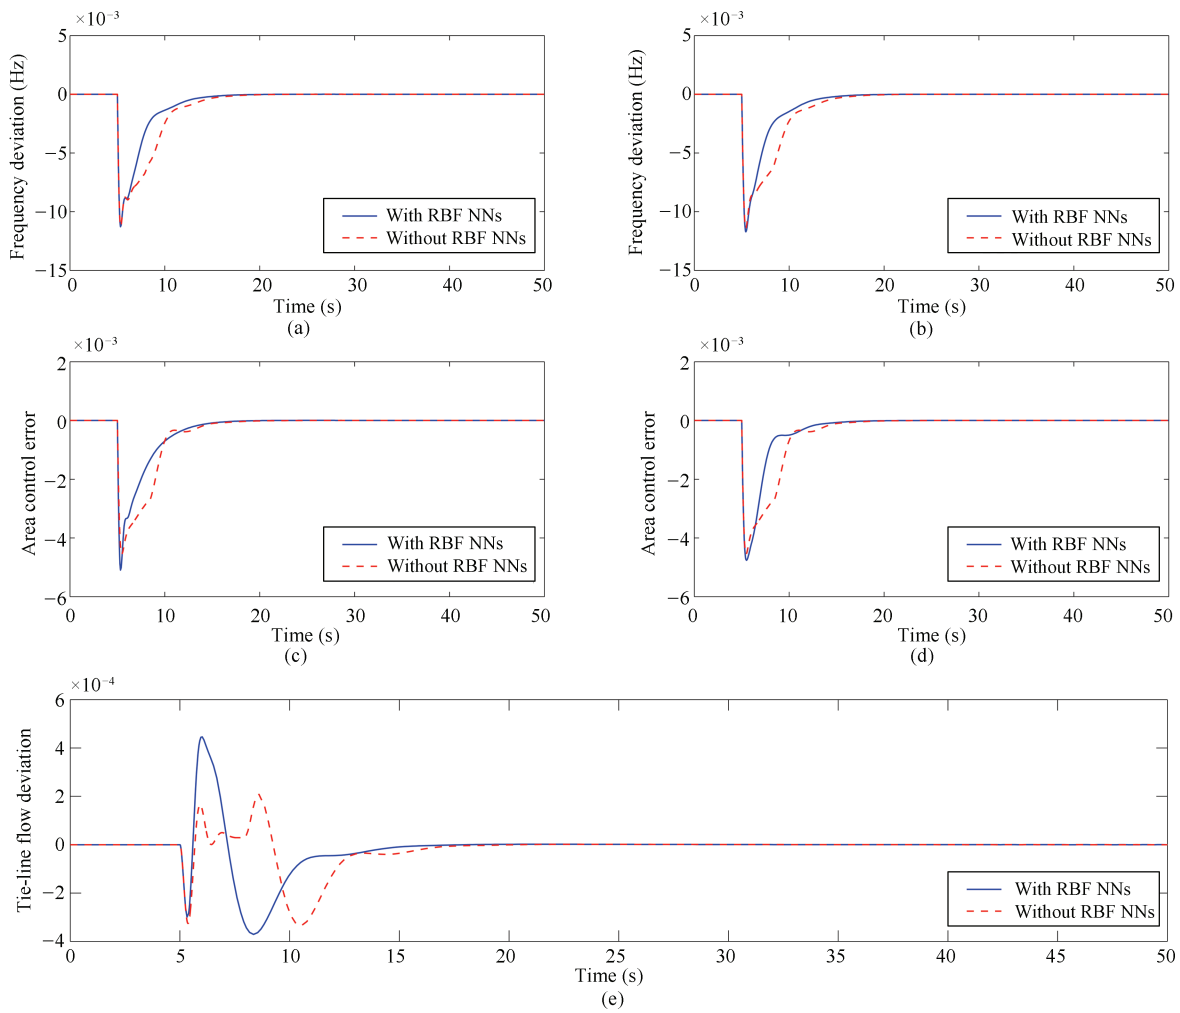 ×10⁻³
5
0
−5
−10
−15
Frequency deviation (Hz)
With RBF NNs
Without RBF NNs
0 10 20 30 40 50
Time (s)
(a)
×10⁻³
5
0
−5
−10
−15
Frequency deviation (Hz)
With RBF NNs
Without RBF NNs
0 10 20 30 40 50
Time (s)
(b)
×10⁻³
2
0
−2
−4
−6
Area control error
With RBF NNs
Without RBF NNs
0 10 20 30 40 50
Time (s)
(c)
×10⁻³
2
0
−2
−4
−6
Area control error
With RBF NNs
Without RBF NNs
0 10 20 30 40 50
Time (s)
(d)
×10⁻⁴
6
4
2
0
−2
−4
Tie-line flow deviation
With RBF NNs
Without RBF NNs
0 5 10 15 20 25 30 35 40 45 50
Time (s)
(e)